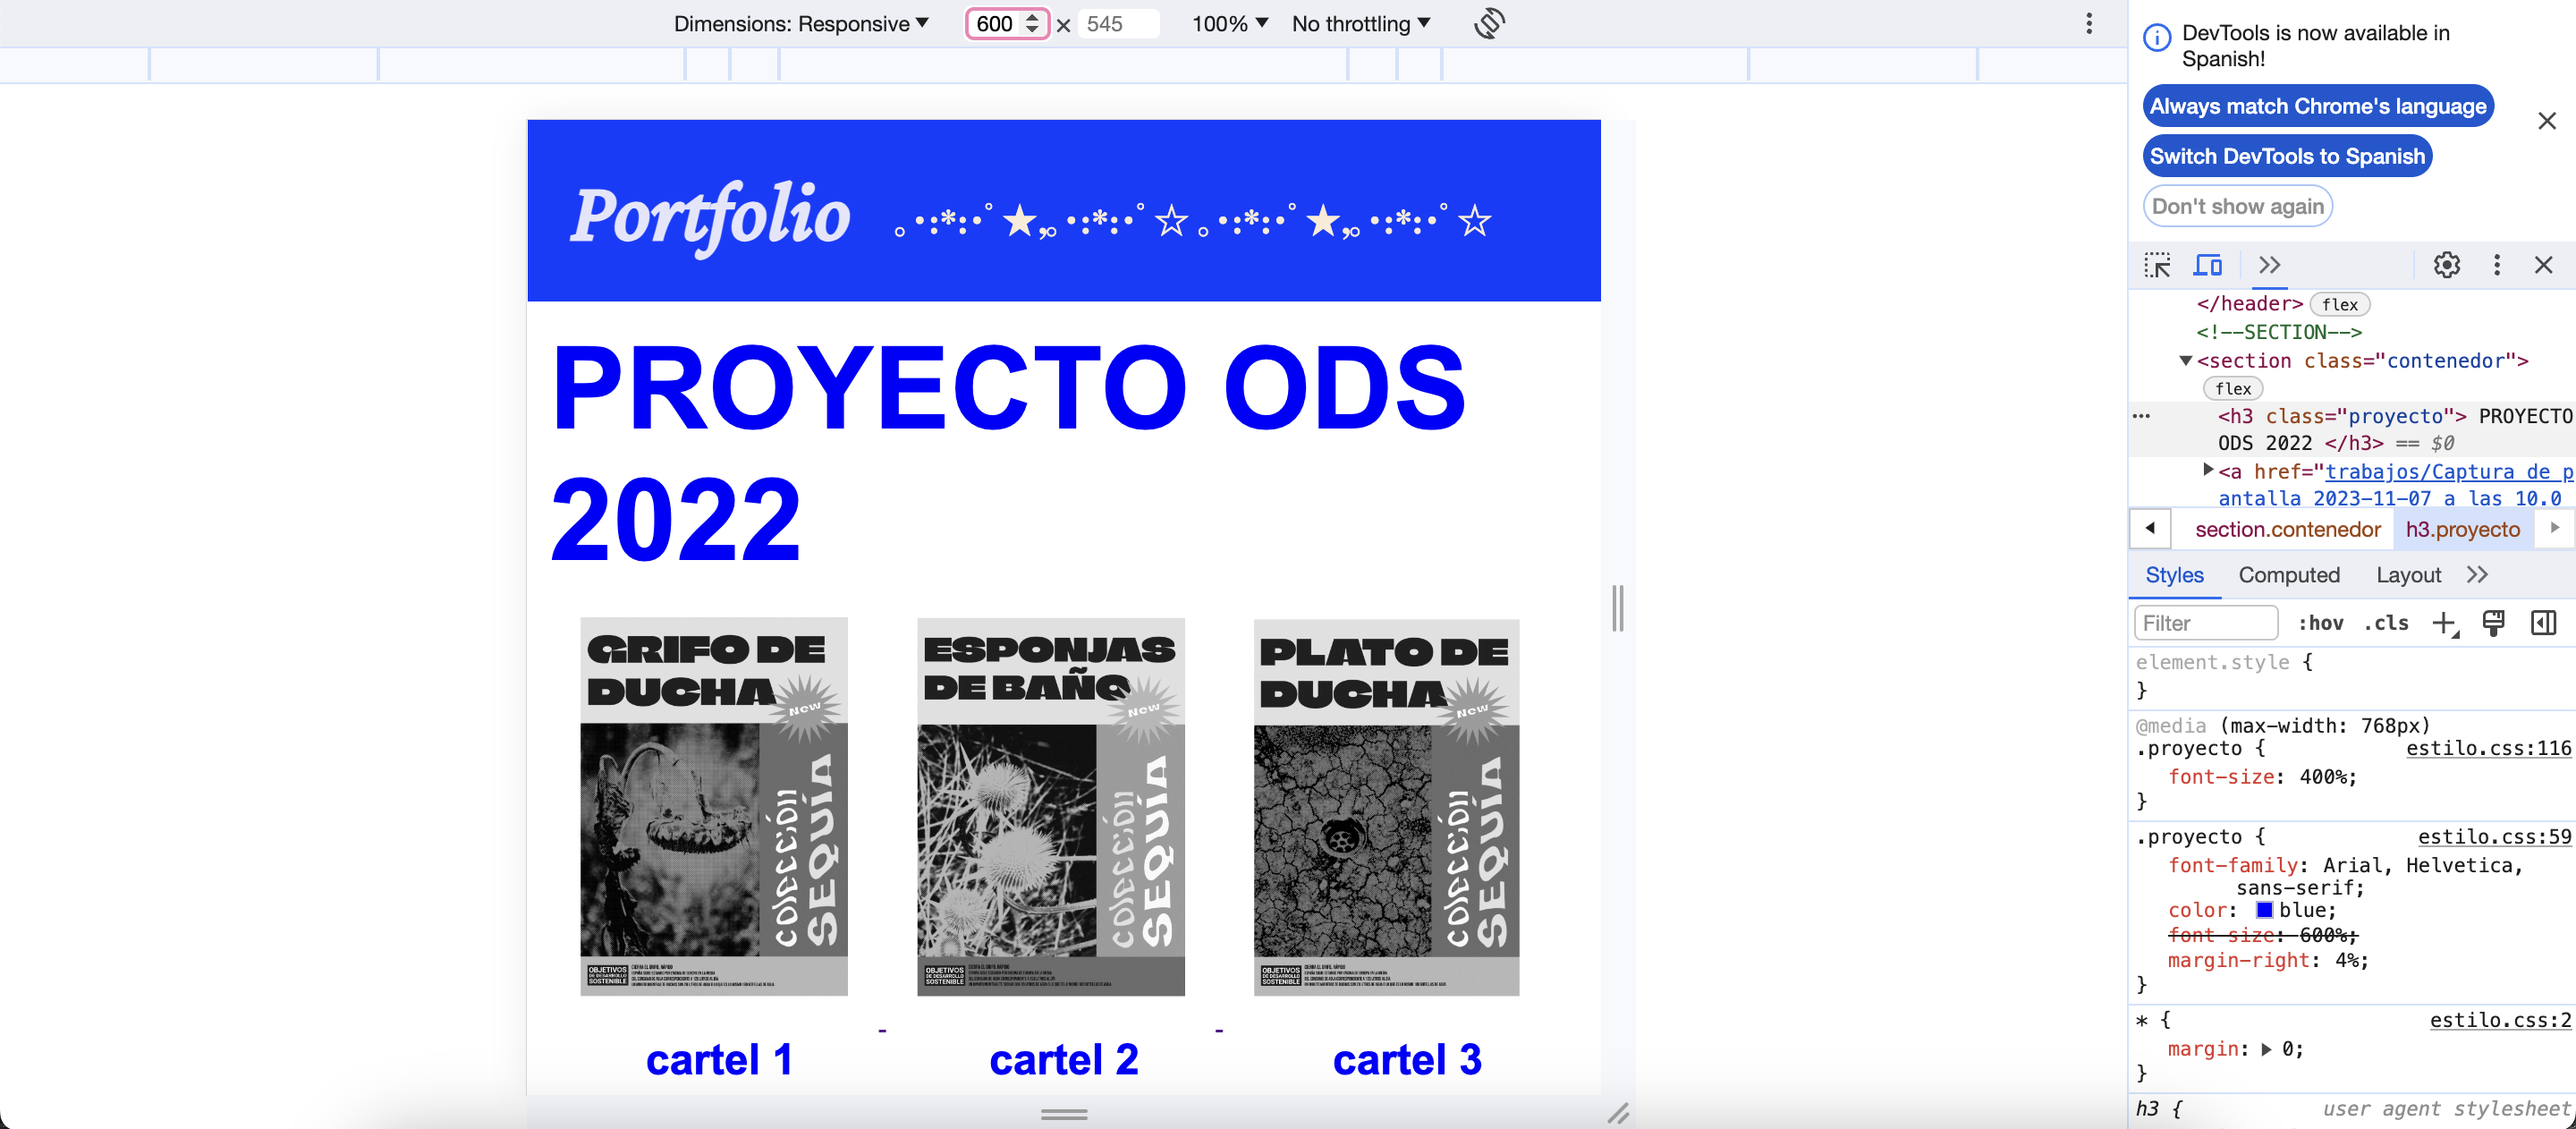 Dimensions: Responsive 600 × 545 100% No throttling
DevTools is now available in
Spanish!
Always match Chrome's language
Switch DevTools to Spanish
Don't show again
Portfolio ｡･:*:･ﾟ★,｡･:*:･ﾟ☆｡･:*:･ﾟ★,｡･:*:･ﾟ☆
PROYECTO ODS
2022
GRIFO DE
DUCHA
New
colección
SEQUÍA
OBJETIVOS
DE DESARROLLO
SOSTENIBLE
ESPONJAS
DE BAÑO
New
colección
SEQUÍA
OBJETIVOS
DE DESARROLLO
SOSTENIBLE
PLATO DE
DUCHA
New
colección
SEQUÍA
OBJETIVOS
DE DESARROLLO
SOSTENIBLE
cartel 1
cartel 2
cartel 3
</header> flex
<!--SECTION-->
<section class="contenedor">
flex
<h3 class="proyecto"> PROYECTO
ODS 2022 </h3> == $0
<a href="trabajos/Captura de p
antalla 2023-11-07 a las 10.0
section.contenedor h3.proyecto
Styles Computed Layout
Filter :hov .cls
element.style {
}
@media (max-width: 768px)
.proyecto { estilo.css:116
font-size: 400%;
}
.proyecto { estilo.css:59
font-family: Arial, Helvetica,
sans-serif;
color: blue;
font-size: 600%;
margin-right: 4%;
}
* { estilo.css:2
margin: 0;
}
h3 { user agent stylesheet